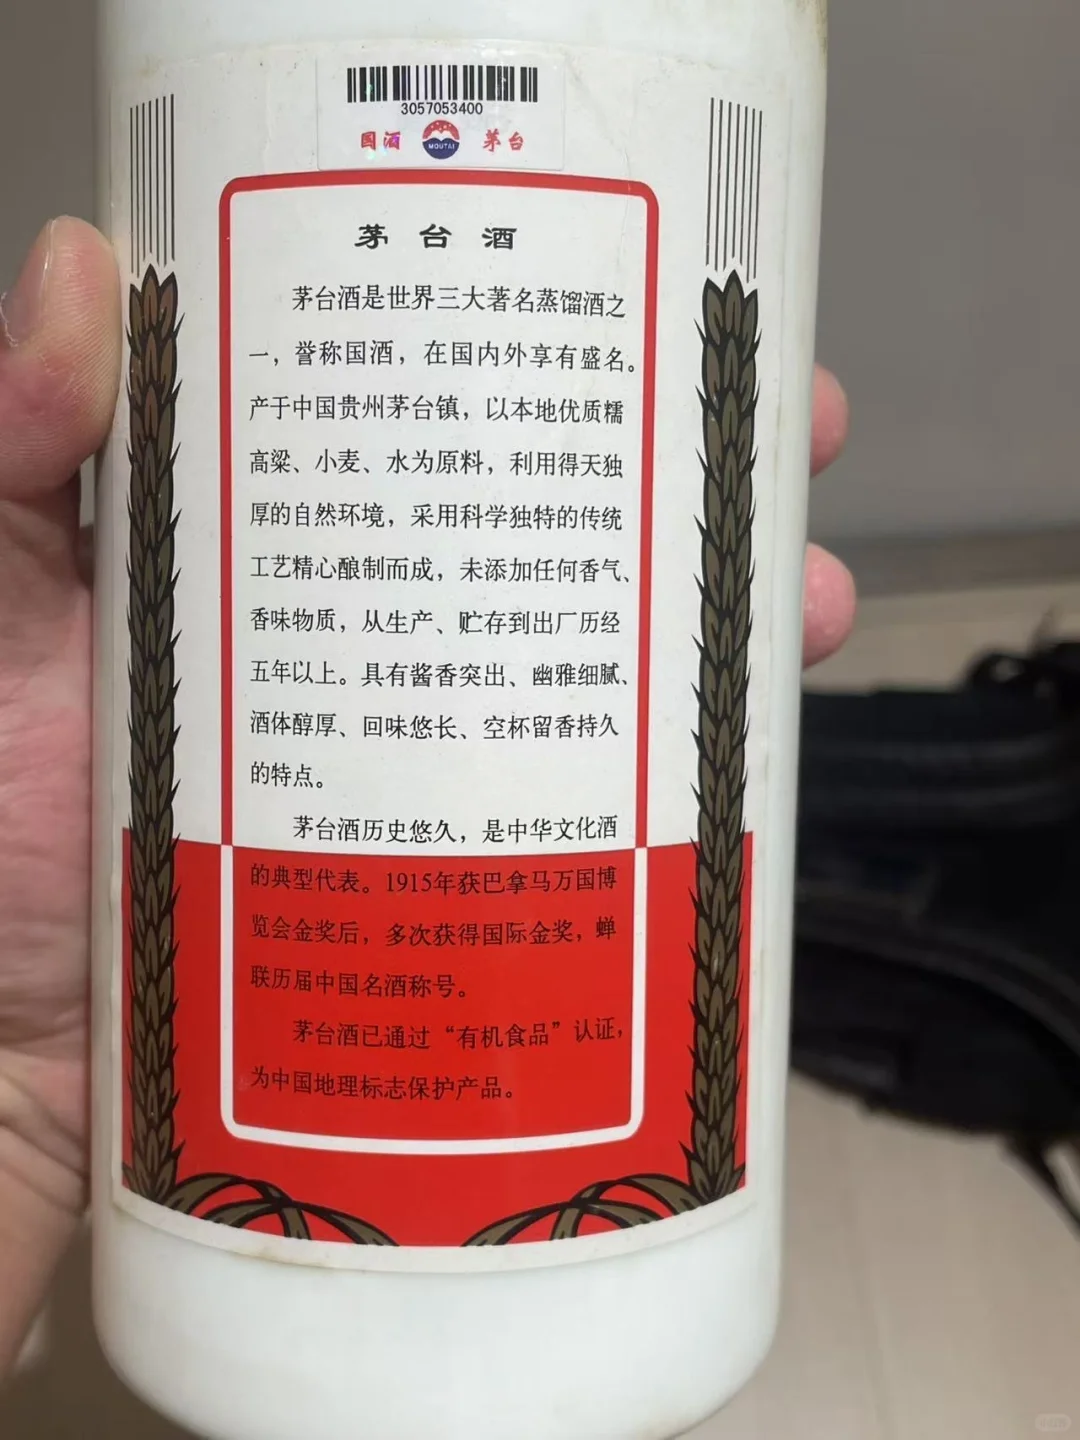 3057053400
国酒 MOUTAI 茅台
茅台酒
茅台酒是世界三大著名蒸馏酒之
一，誉称国酒，在国内外享有盛名。
产于中国贵州茅台镇，以本地优质糯
高粱、小麦、水为原料，利用得天独
厚的自然环境，采用科学独特的传统
工艺精心酿制而成，未添加任何香气、
香味物质，从生产、贮存到出厂历经
五年以上。具有酱香突出、幽雅细腻、
酒体醇厚、回味悠长、空杯留香持久
的特点。
茅台酒历史悠久，是中华文化酒
的典型代表。1915年获巴拿马万国博
览会金奖后，多次获得国际金奖，蝉
联历届中国名酒称号。
茅台酒已通过“有机食品”认证，
为中国地理标志保护产品。